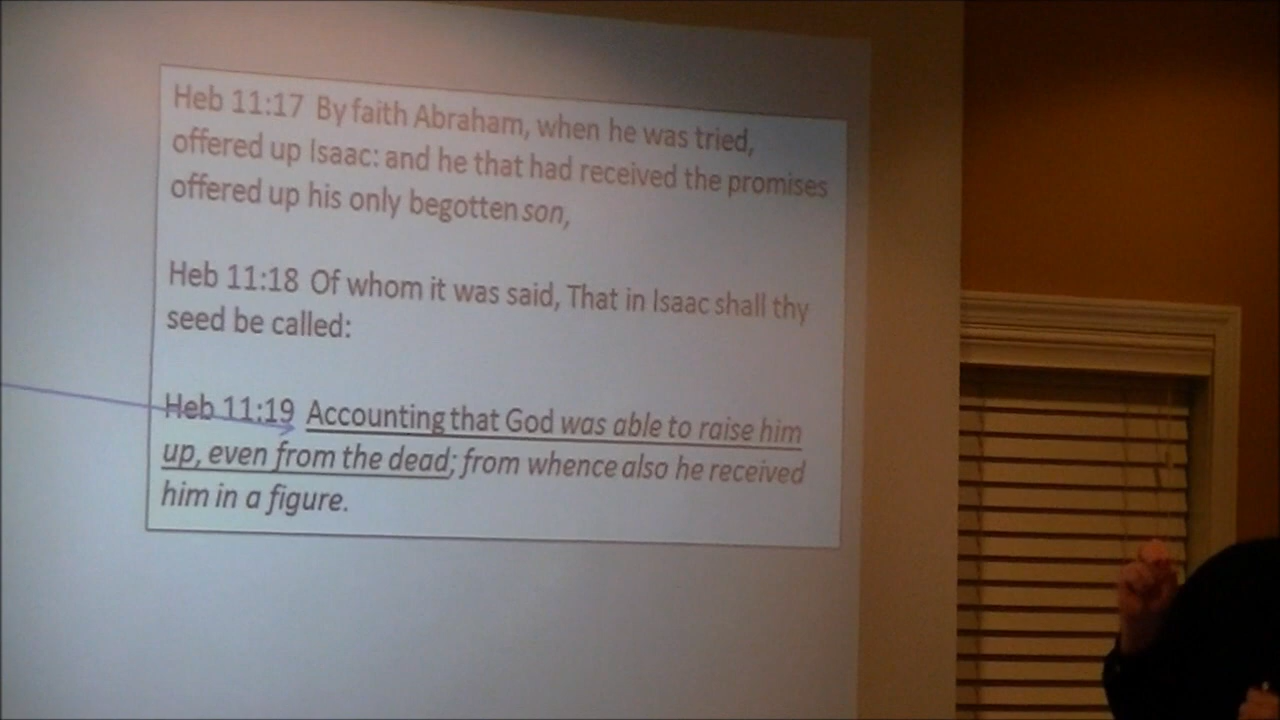 Heb 11:17 By faith Abraham, when he was tried,
offered up Isaac: and he that had received the promises
offered up his only begotten son,
Heb 11:18 Of whom it was said, That in Isaac shall thy
seed be called:
Heb 11:19 Accounting that God was able to raise him
up, even from the dead; from whence also he received
him in a figure.